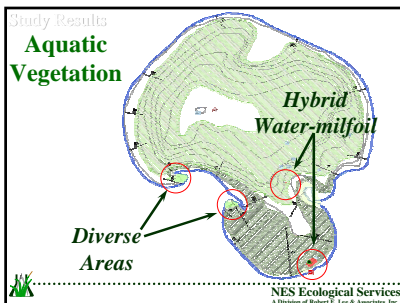 Study Results
Aquatic
Vegetation
Hybrid
Water-milfoil
Diverse
Areas
NES Ecological Services
A Division of Robert E. Lee & Associates, Inc.